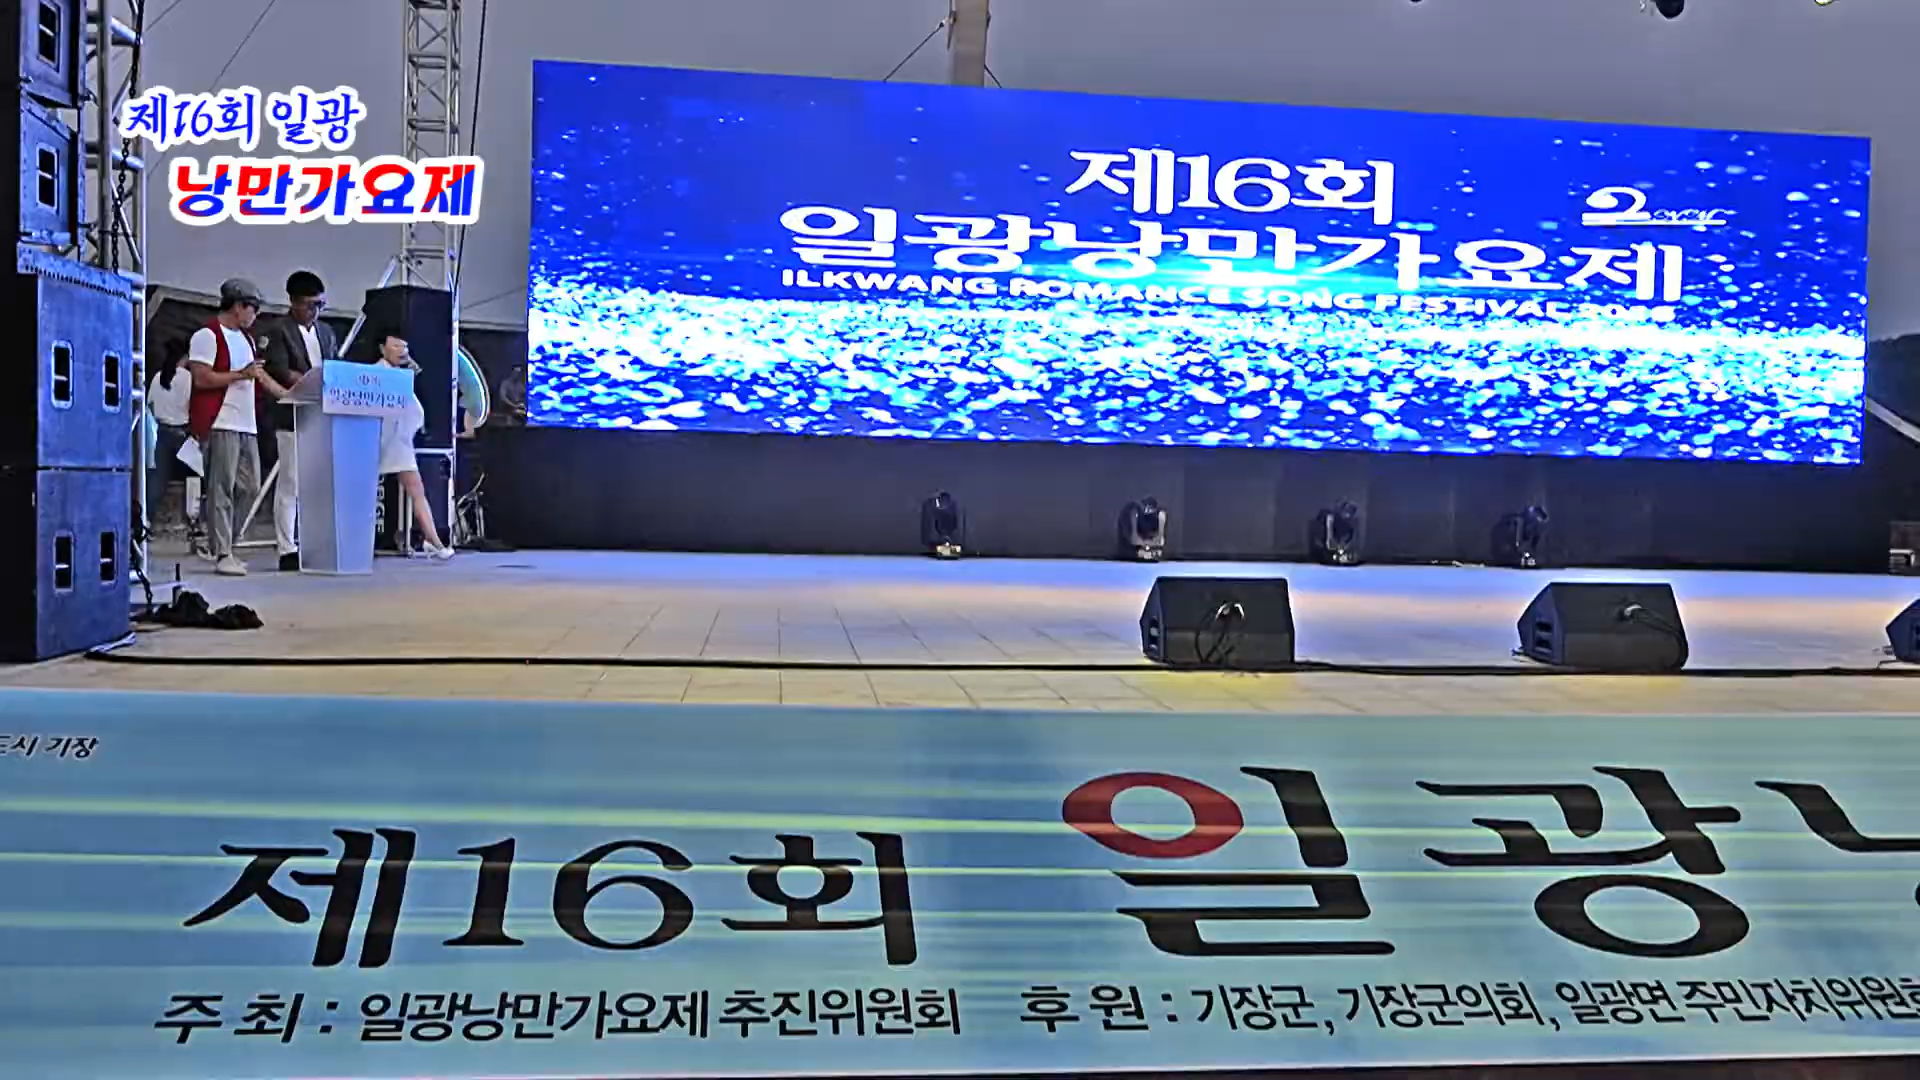 제16회 일광
낭만가요제
제16회
일광낭만가요제
ILKWANG ROMANCE SONG FESTIVAL
일광낭만가요제
도시 기장
제16회 일광낭
주 최 : 일광낭만가요제 추진위원회 후 원 : 기장군, 기장군의회, 일광면 주민자치위원회